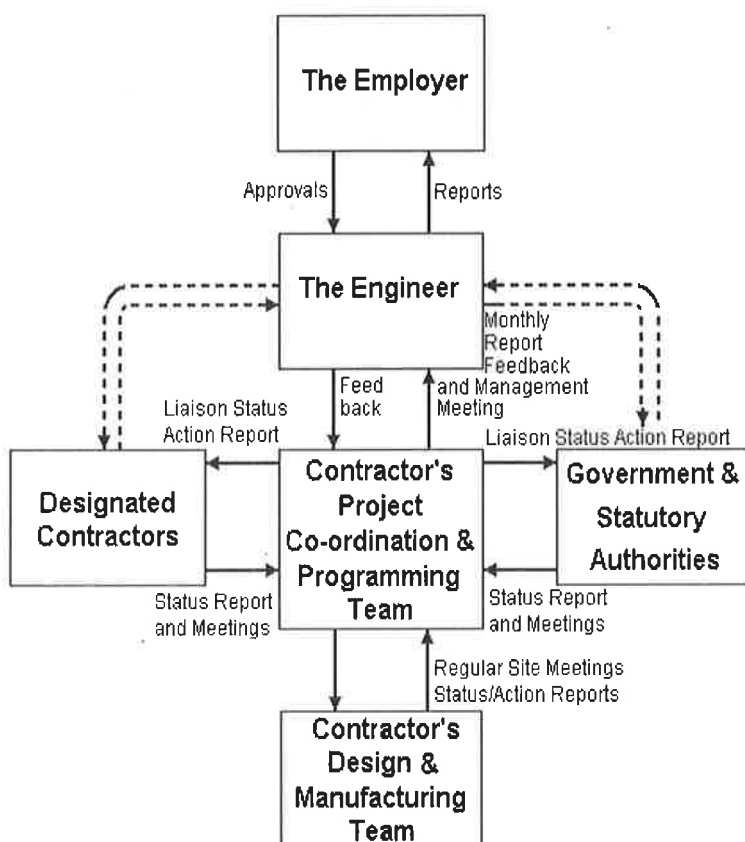 The Employer
Approvals
Reports
The Engineer
Monthly
Report
Feedback
and Management
Meeting
Feed
back
Liaison Status
Action Report
Liaison Status Action Report
Designated
Contractors
Contractor's
Project
Co-ordination &
Programming
Team
Government &
Statutory
Authorities
Status Report
and Meetings
Status Report
and Meetings
Regular Site Meetings
Status/Action Reports
Contractor's
Design &
Manufacturing
Team